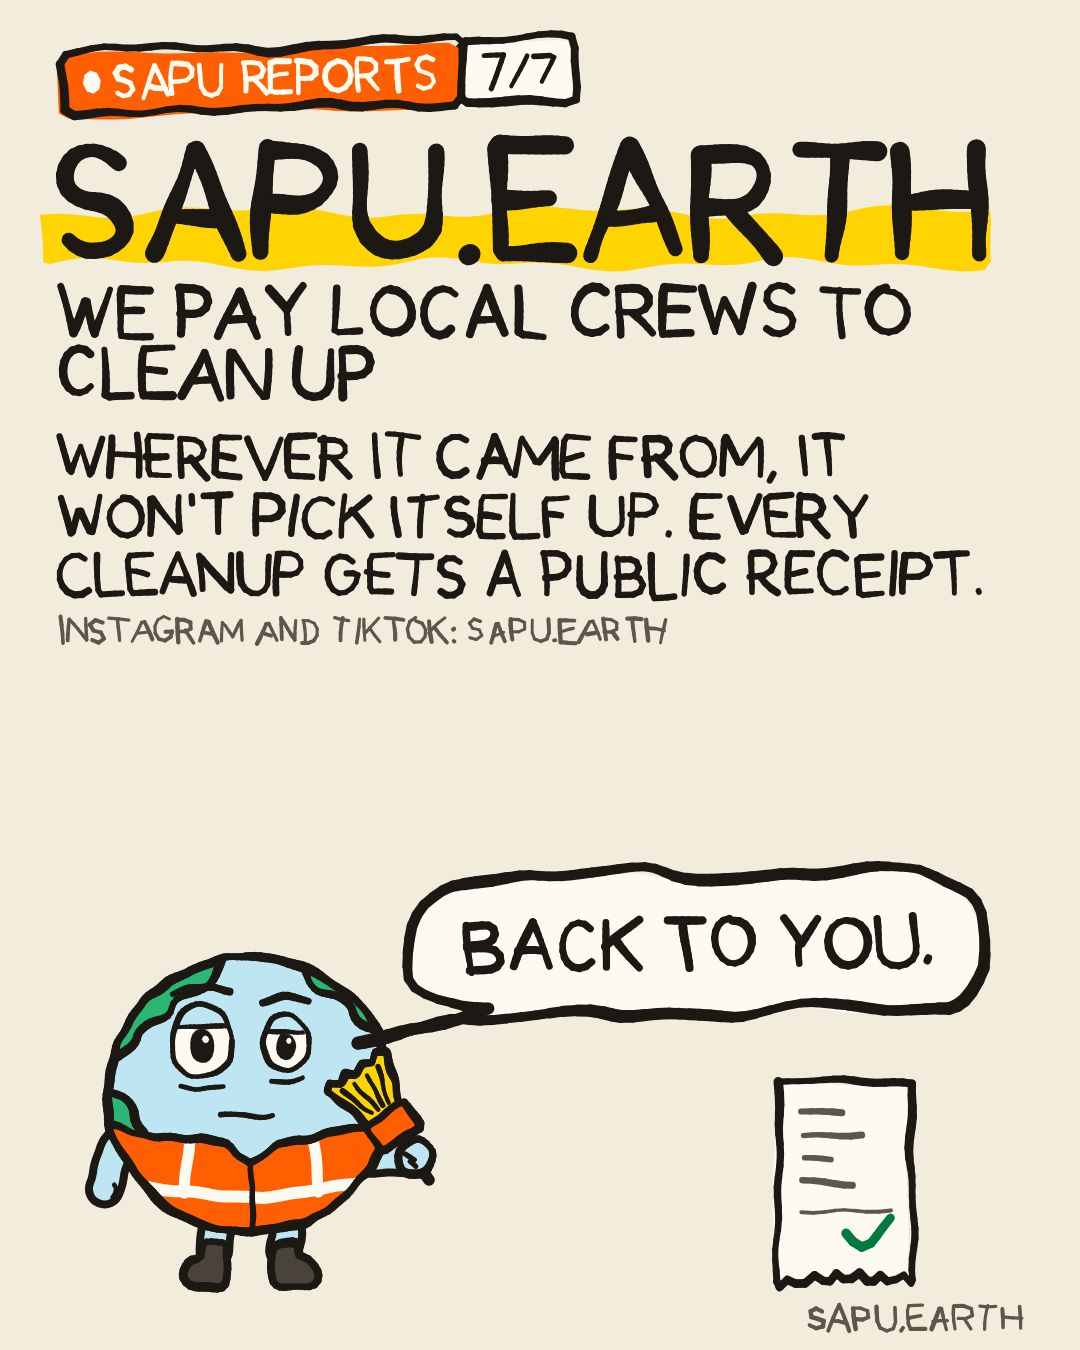 SAPU REPORTS 7/7
SAPU.EARTH
WE PAY LOCAL CREWS TO
CLEAN UP
WHEREVER IT CAME FROM, IT
WON'T PICK ITSELF UP. EVERY
CLEANUP GETS A PUBLIC RECEIPT.
INSTAGRAM AND TIKTOK: SAPU.EARTH
BACK TO YOU.
SAPU.EARTH